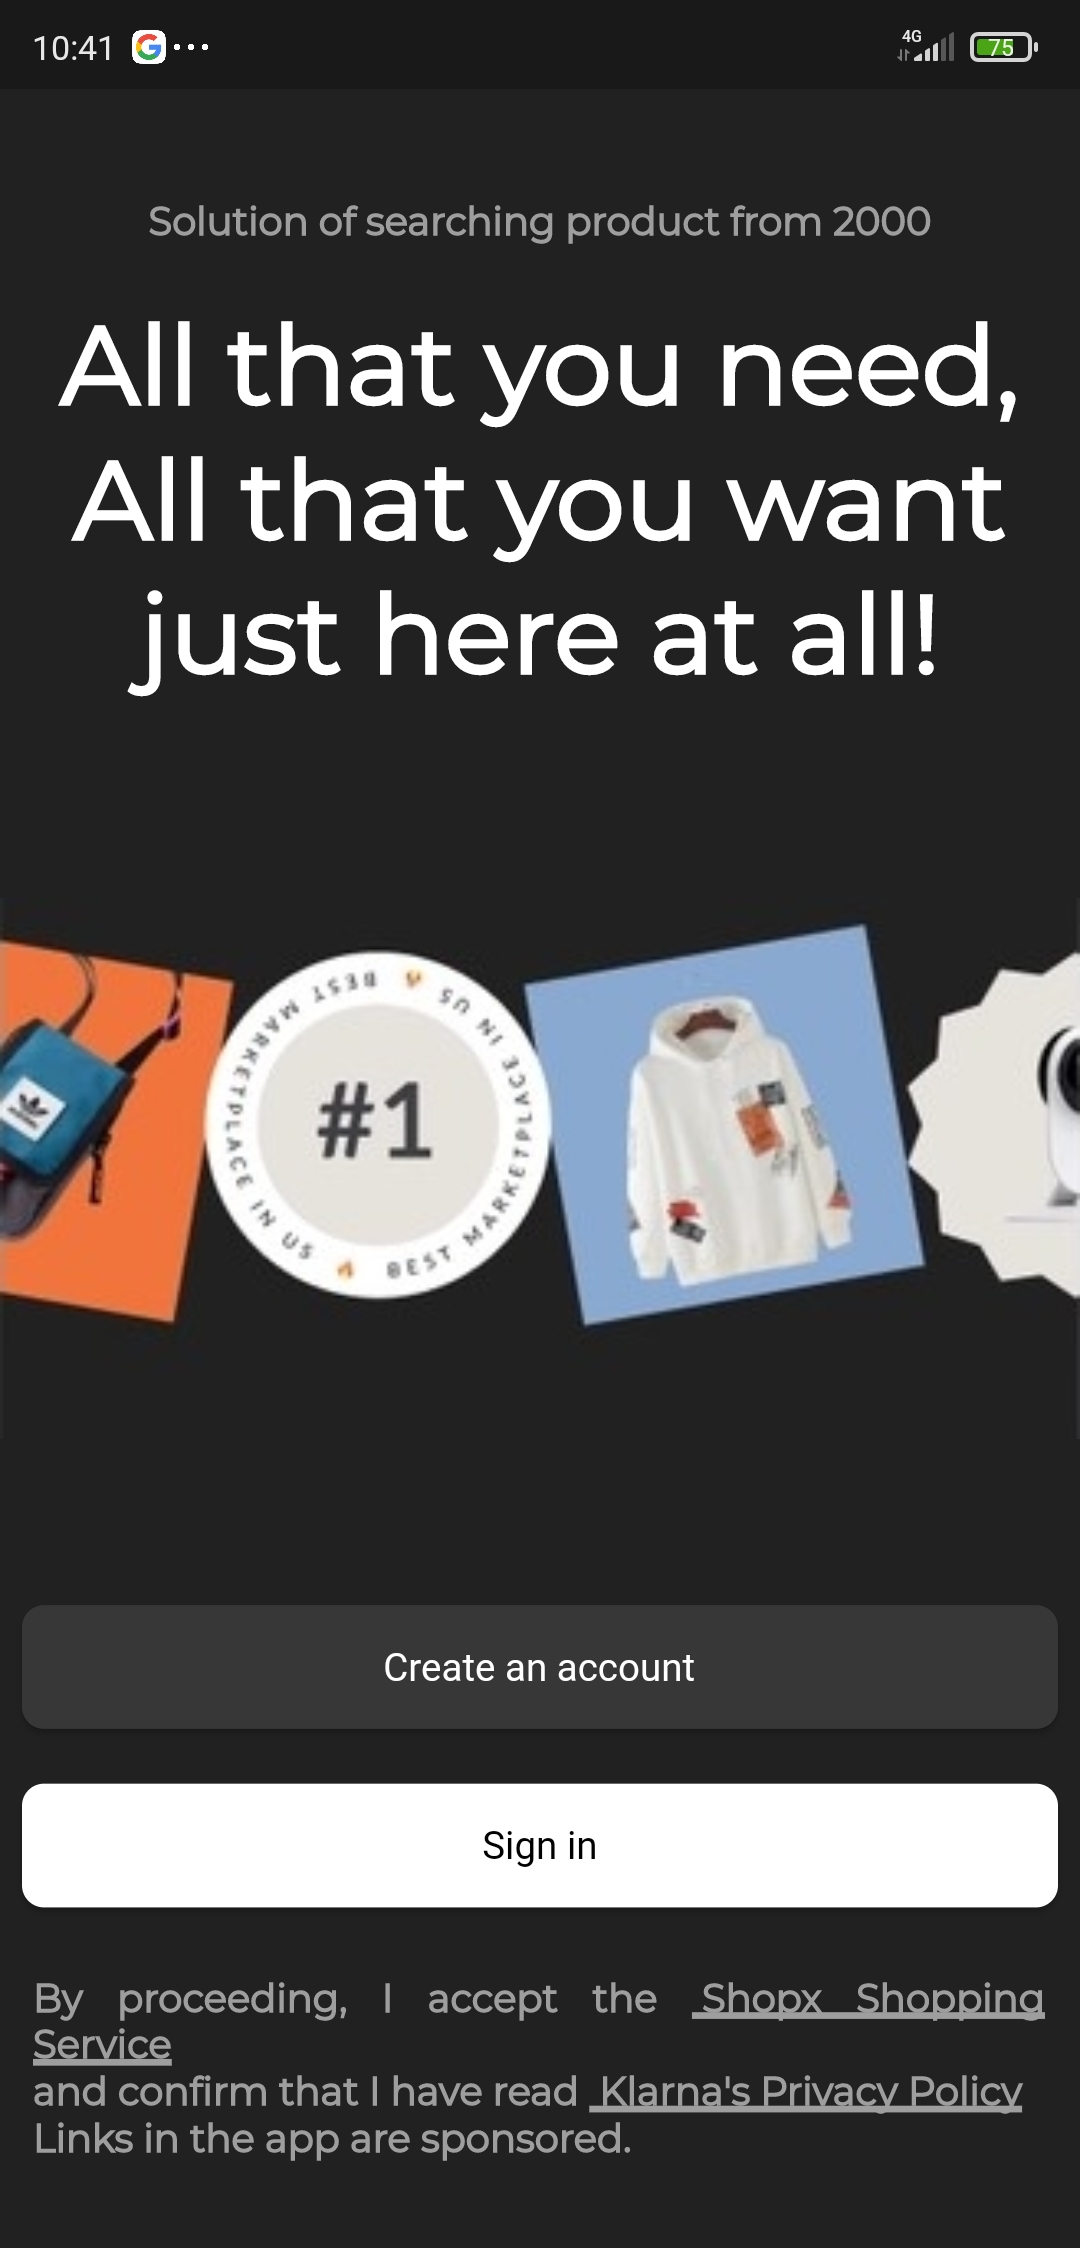 10:41
4G
75
Solution of searching product from 2000
All that you need,
All that you want
just here at all!
#1
BEST MARKETPLACE IN US
BEST MARKETPLACE IN US
Create an account
Sign in
By proceeding, I accept the Shopx Shopping
Service
and confirm that I have read Klarna's Privacy Policy
Links in the app are sponsored.